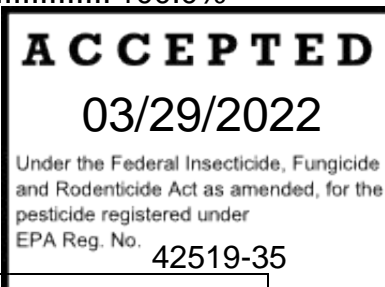 ACCEPTED
03/29/2022
Under the Federal Insecticide, Fungicide
and Rodenticide Act as amended, for the
pesticide registered under
EPA Reg. No. 42519-35